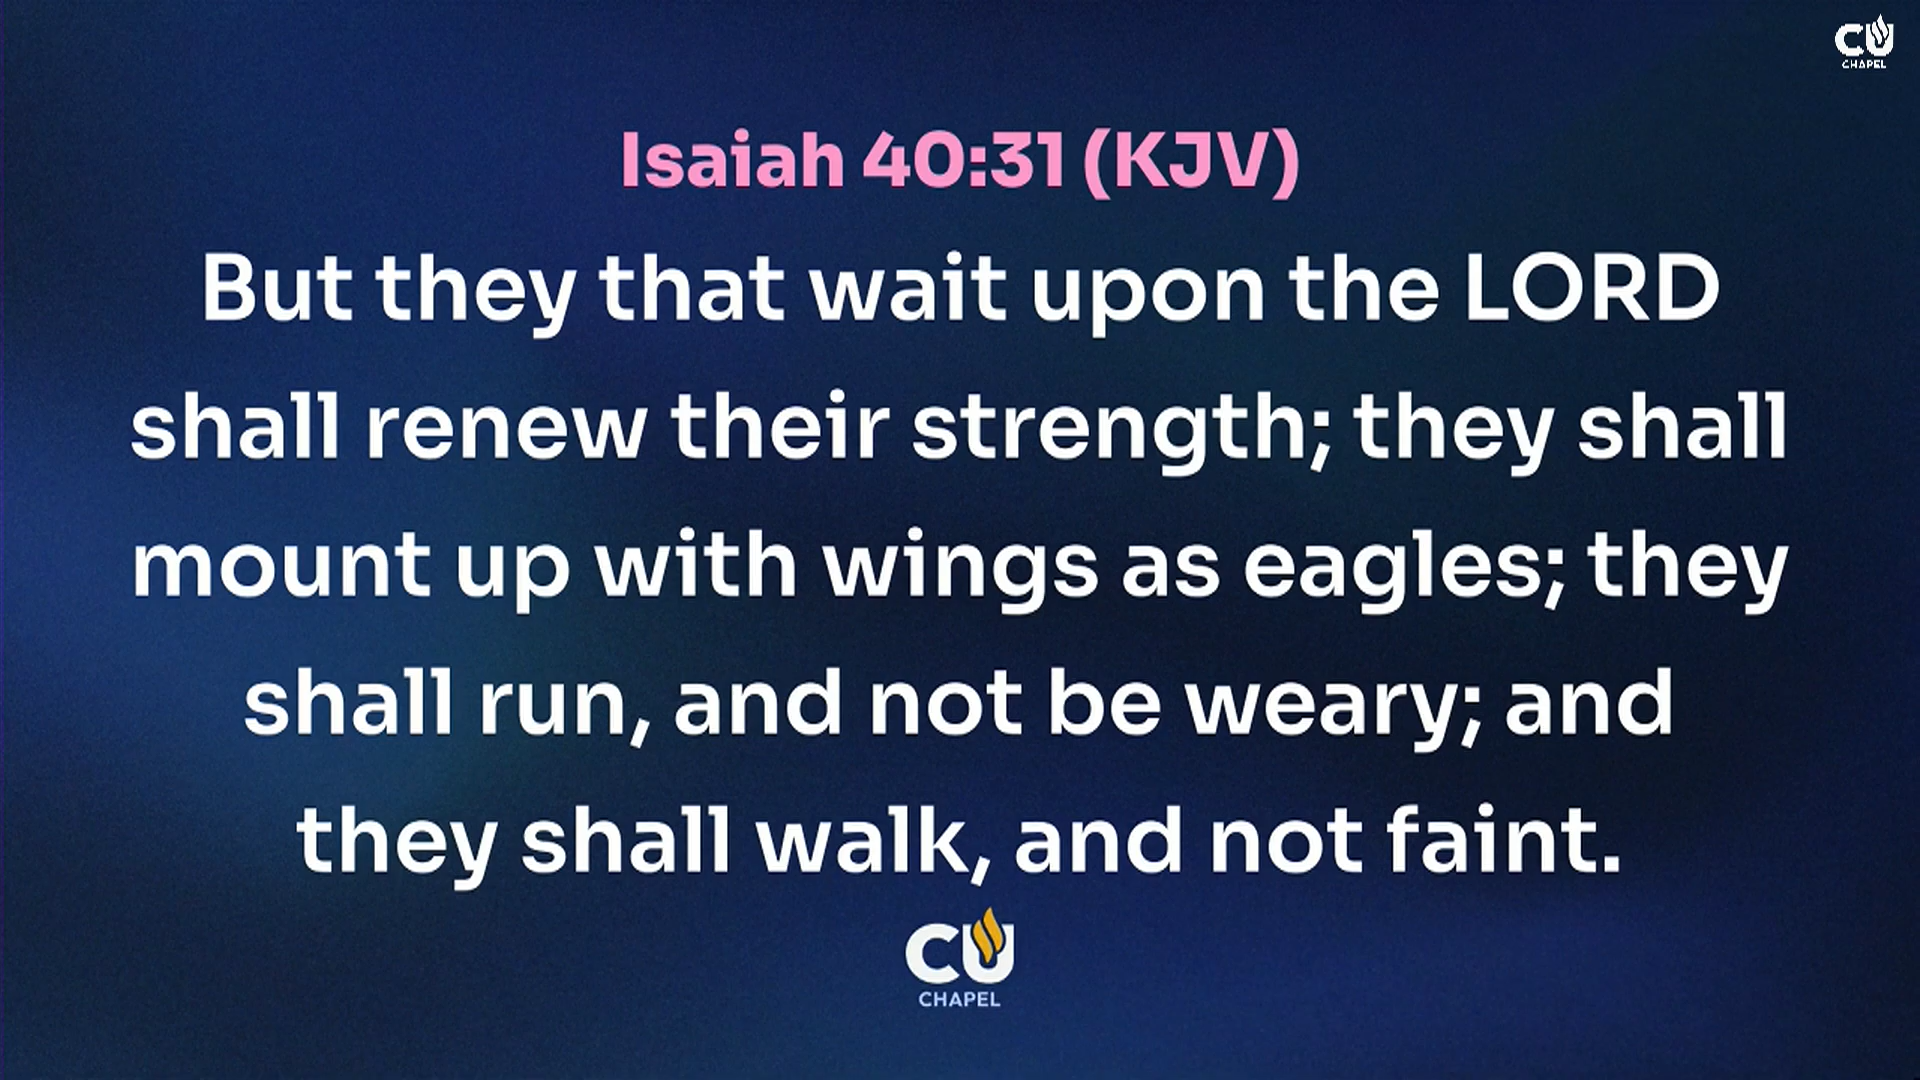 CU
CHAPEL
Isaiah 40:31 (KJV)
But they that wait upon the LORD
shall renew their strength; they shall
mount up with wings as eagles; they
shall run, and not be weary; and
they shall walk, and not faint.
CU
CHAPEL